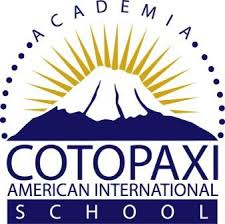 ACADEMIA
COTOPAXI
AMERICAN INTERNATIONAL
SCHOOL